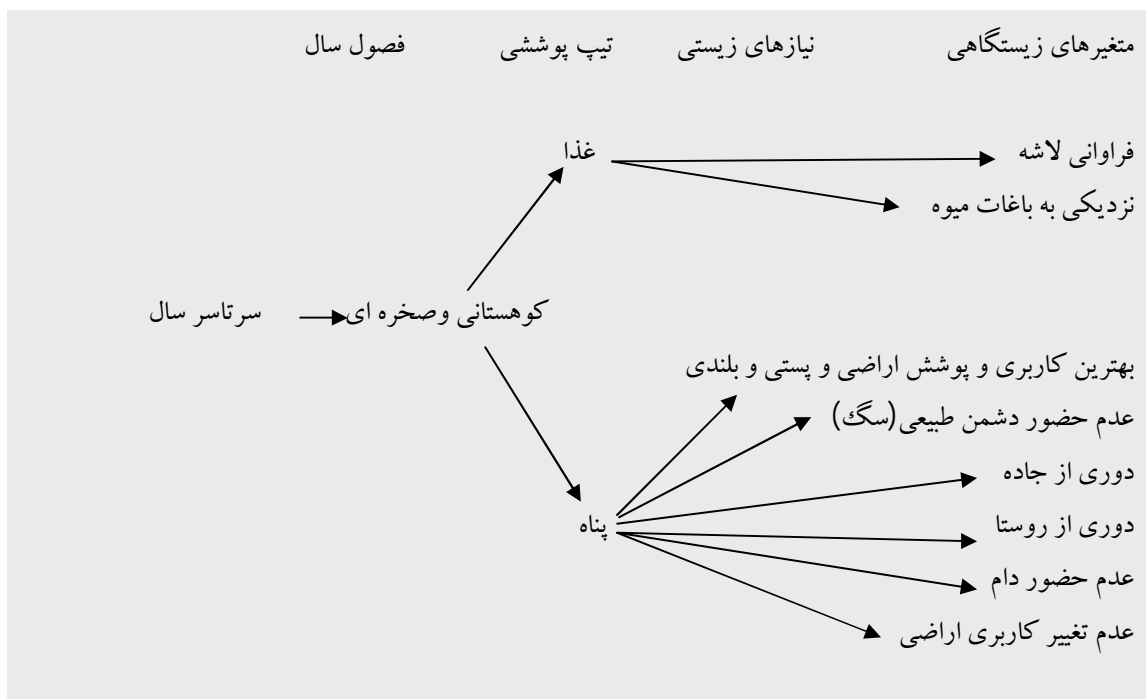 متغیرهای زیستگاهی    نیازهای زیستی    تیپ پوششی    فصول سال
غذا    فراوانی لاشه
نزدیکی به باغات میوه
سرتاسر سال    کوهستانی وصخره ای
بهترین کاربری و پوشش اراضی و پستی و بلندی
عدم حضور دشمن طبیعی(سگ)
دوری از جاده
پناه    دوری از روستا
عدم حضور دام
عدم تغییر کاربری اراضی